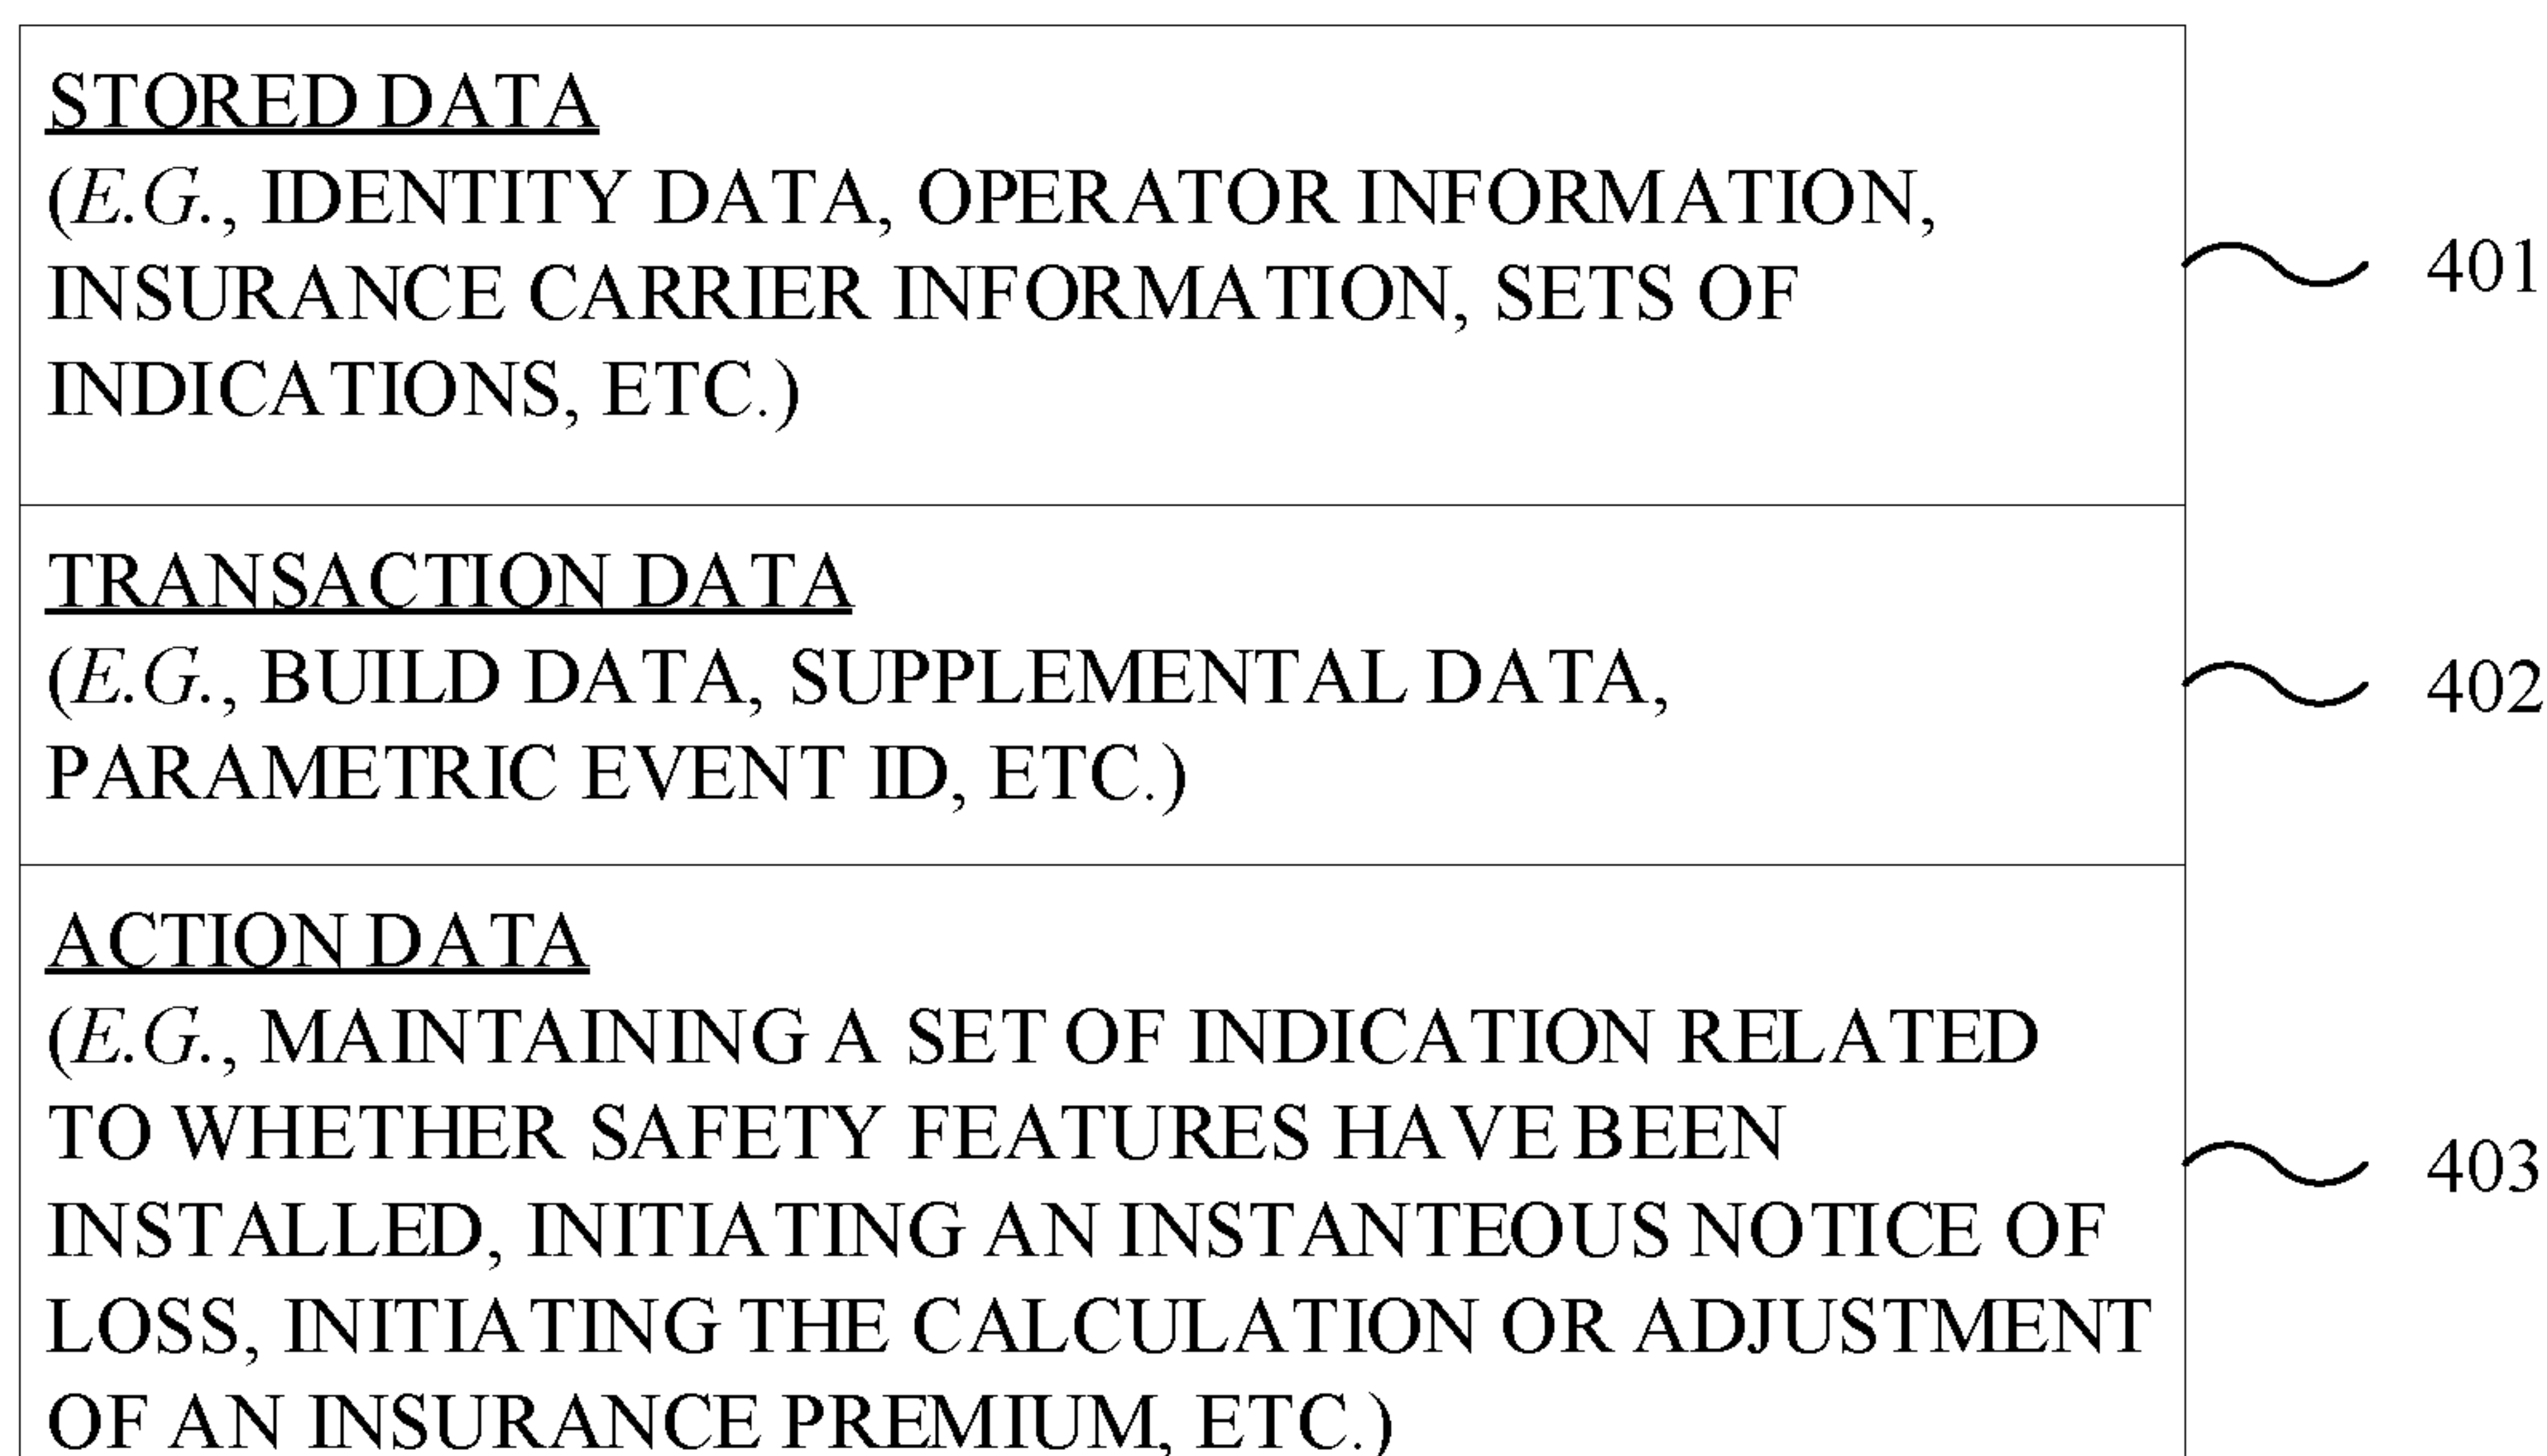 STORED DATA
(E.G., IDENTITY DATA, OPERATOR INFORMATION,
INSURANCE CARRIER INFORMATION, SETS OF
INDICATIONS, ETC.)
401
TRANSACTION DATA
(E.G., BUILD DATA, SUPPLEMENTAL DATA,
PARAMETRIC EVENT ID, ETC.)
402
ACTION DATA
(E.G., MAINTAINING A SET OF INDICATION RELATED
TO WHETHER SAFETY FEATURES HAVE BEEN
INSTALLED, INITIATING AN INSTANTEOUS NOTICE OF
LOSS, INITIATING THE CALCULATION OR ADJUSTMENT
OF AN INSURANCE PREMIUM, ETC.)
403